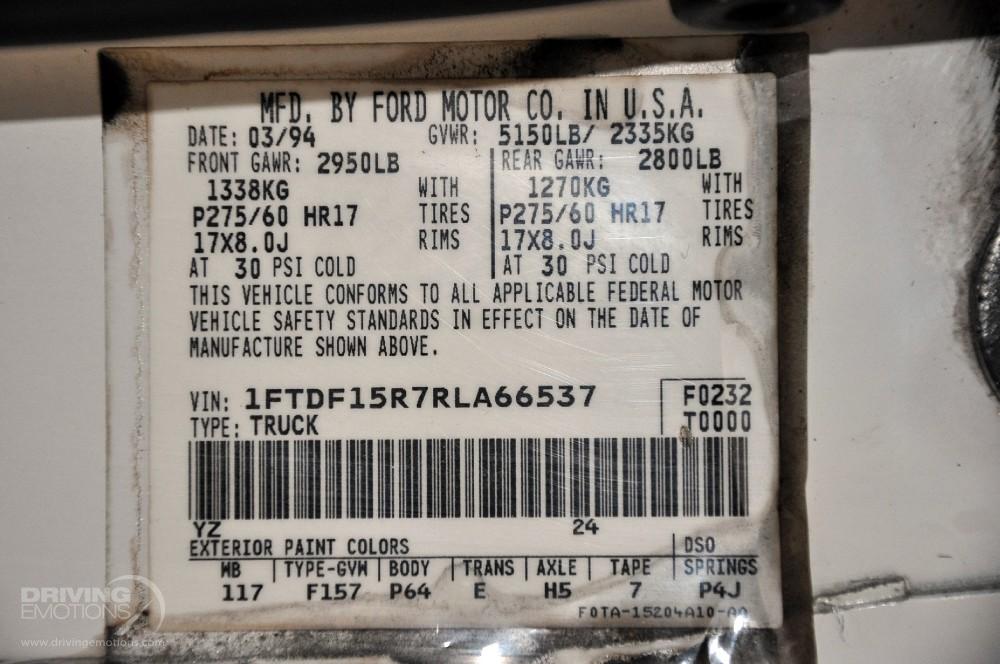 MFD. BY FORD MOTOR CO. IN U.S.A.
DATE: 03/94 GVWR: 5150LB/ 2335KG
FRONT GAWR: 2950LB REAR GAWR: 2800LB
1338KG WITH 1270KG WITH
P275/60 HR17 TIRES P275/60 HR17 TIRES
17X8.0J RIMS 17X8.0J RIMS
AT 30 PSI COLD AT 30 PSI COLD
THIS VEHICLE CONFORMS TO ALL APPLICABLE FEDERAL MOTOR
VEHICLE SAFETY STANDARDS IN EFFECT ON THE DATE OF
MANUFACTURE SHOWN ABOVE.
VIN: 1FTDF15R7RLA66537 F0232
TYPE: TRUCK T0000
YZ 24
EXTERIOR PAINT COLORS DSO
WB TYPE-GVW BODY TRANS AXLE TAPE SPRINGS
117 F157 P64 E H5 7 P4J
F0TA-15204A10-AA
DRIVING
EMOTIONS
www.drivingemotions.com